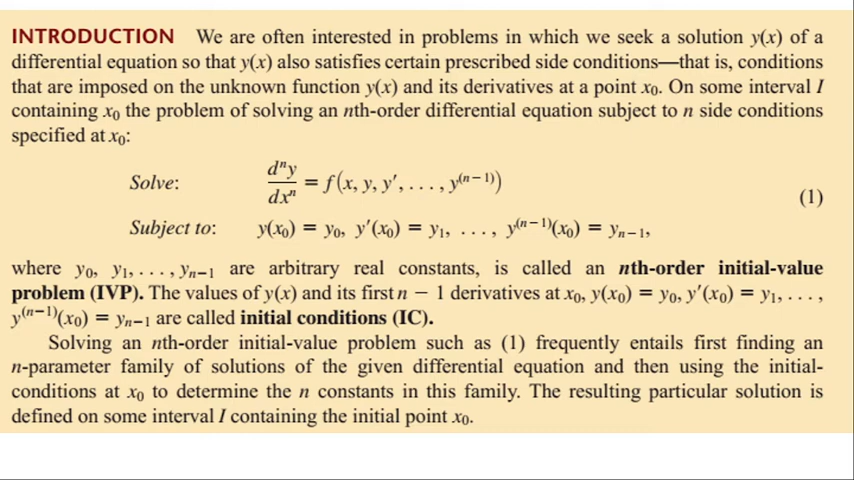 INTRODUCTION We are often interested in problems in which we seek a solution y(x) of a
differential equation so that y(x) also satisfies certain prescribed side conditions—that is, conditions
that are imposed on the unknown function y(x) and its derivatives at a point x₀. On some interval I
containing x₀ the problem of solving an nth-order differential equation subject to n side conditions
specified at x₀:
Solve: dⁿy/dxⁿ = f(x, y, y′, . . . , y⁽ⁿ⁻¹⁾)
(1)
Subject to: y(x₀) = y₀, y′(x₀) = y₁, . . . , y⁽ⁿ⁻¹⁾(x₀) = yₙ₋₁,
where y₀, y₁, . . . , yₙ₋₁ are arbitrary real constants, is called an nth-order initial-value
problem (IVP). The values of y(x) and its first n − 1 derivatives at x₀, y(x₀) = y₀, y′(x₀) = y₁, . . . ,
y⁽ⁿ⁻¹⁾(x₀) = yₙ₋₁ are called initial conditions (IC).
Solving an nth-order initial-value problem such as (1) frequently entails first finding an
n-parameter family of solutions of the given differential equation and then using the initial-
conditions at x₀ to determine the n constants in this family. The resulting particular solution is
defined on some interval I containing the initial point x₀.